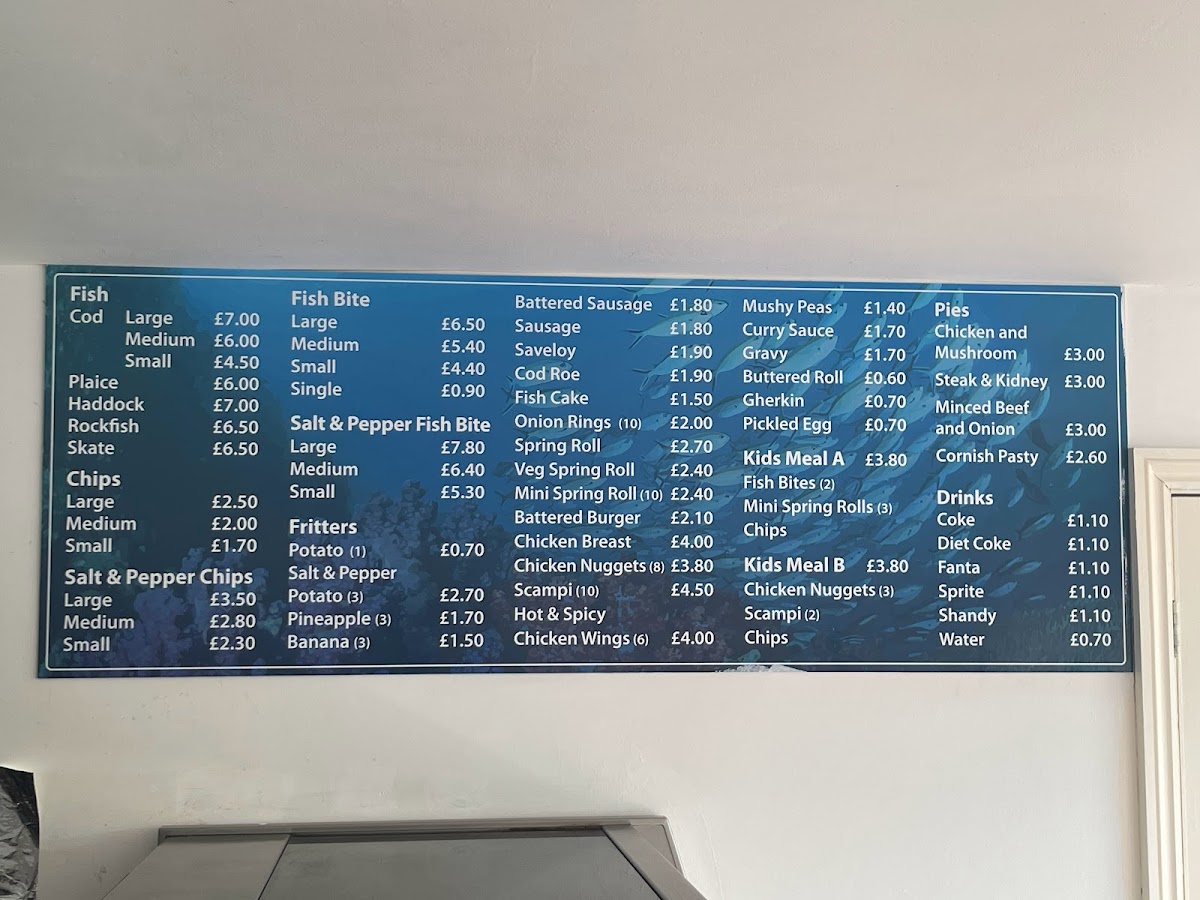 Fish
Cod Large £7.00
Medium £6.00
Small £4.50
Plaice £6.00
Haddock £7.00
Rockfish £6.50
Skate £6.50
Chips
Large £2.50
Medium £2.00
Small £1.70
Salt & Pepper Chips
Large £3.50
Medium £2.80
Small £2.30
Fish Bite
Large £6.50
Medium £5.40
Small £4.40
Single £0.90
Salt & Pepper Fish Bite
Large £7.80
Medium £6.40
Small £5.30
Fritters
Potato (1) £0.70
Salt & Pepper
Potato (3) £2.70
Pineapple (3) £1.70
Banana (3) £1.50
Battered Sausage £1.80
Sausage £1.80
Saveloy £1.90
Cod Roe £1.90
Fish Cake £1.50
Onion Rings (10) £2.00
Spring Roll £2.70
Veg Spring Roll £2.40
Mini Spring Roll (10) £2.40
Battered Burger £2.10
Chicken Breast £4.00
Chicken Nuggets (8) £3.80
Scampi (10) £4.50
Hot & Spicy
Chicken Wings (6) £4.00
Mushy Peas £1.40
Curry Sauce £1.70
Gravy £1.70
Buttered Roll £0.60
Gherkin £0.70
Pickled Egg £0.70
Kids Meal A £3.80
Fish Bites (2)
Mini Spring Rolls (3)
Chips
Kids Meal B £3.80
Chicken Nuggets (3)
Scampi (2)
Chips
Pies
Chicken and
Mushroom £3.00
Steak & Kidney £3.00
Minced Beef
and Onion £3.00
Cornish Pasty £2.60
Drinks
Coke £1.10
Diet Coke £1.10
Fanta £1.10
Sprite £1.10
Shandy £1.10
Water £0.70